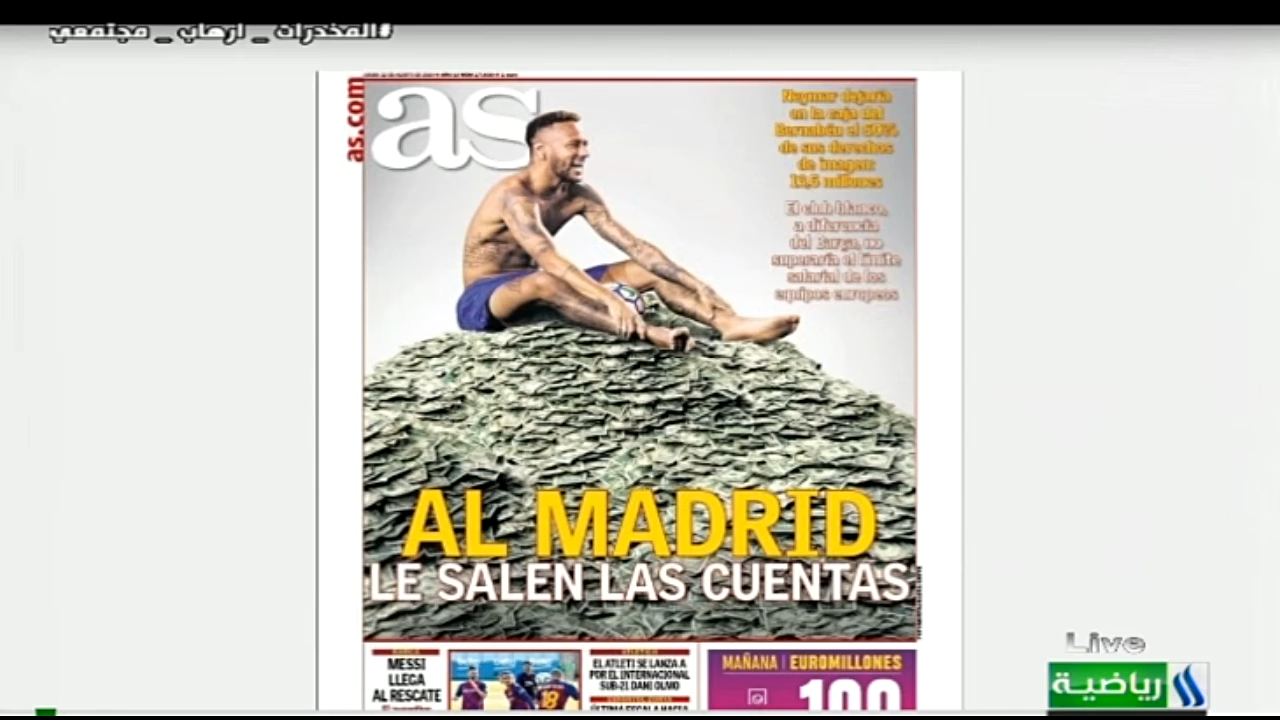 #المخدرات _ ارهاب _ مجتمعي
as.com
as
Neymar dejaría
en la caja del
Bernabéu el 50%
de sus derechos
de imagen:
16,5 millones
El club blanco,
a diferencia
del Barça, no
superaría el límite
salarial de los
equipos europeos
AL MADRID
LE SALEN LAS CUENTAS
MESSI
LLEGA
AL RESCATE
18
EL ATLETI SE LANZA A
POR EL INTERNACIONAL
SUB-21 DANI OLMO
MAÑANA | EUROMILLONES
100
Live
رياضية